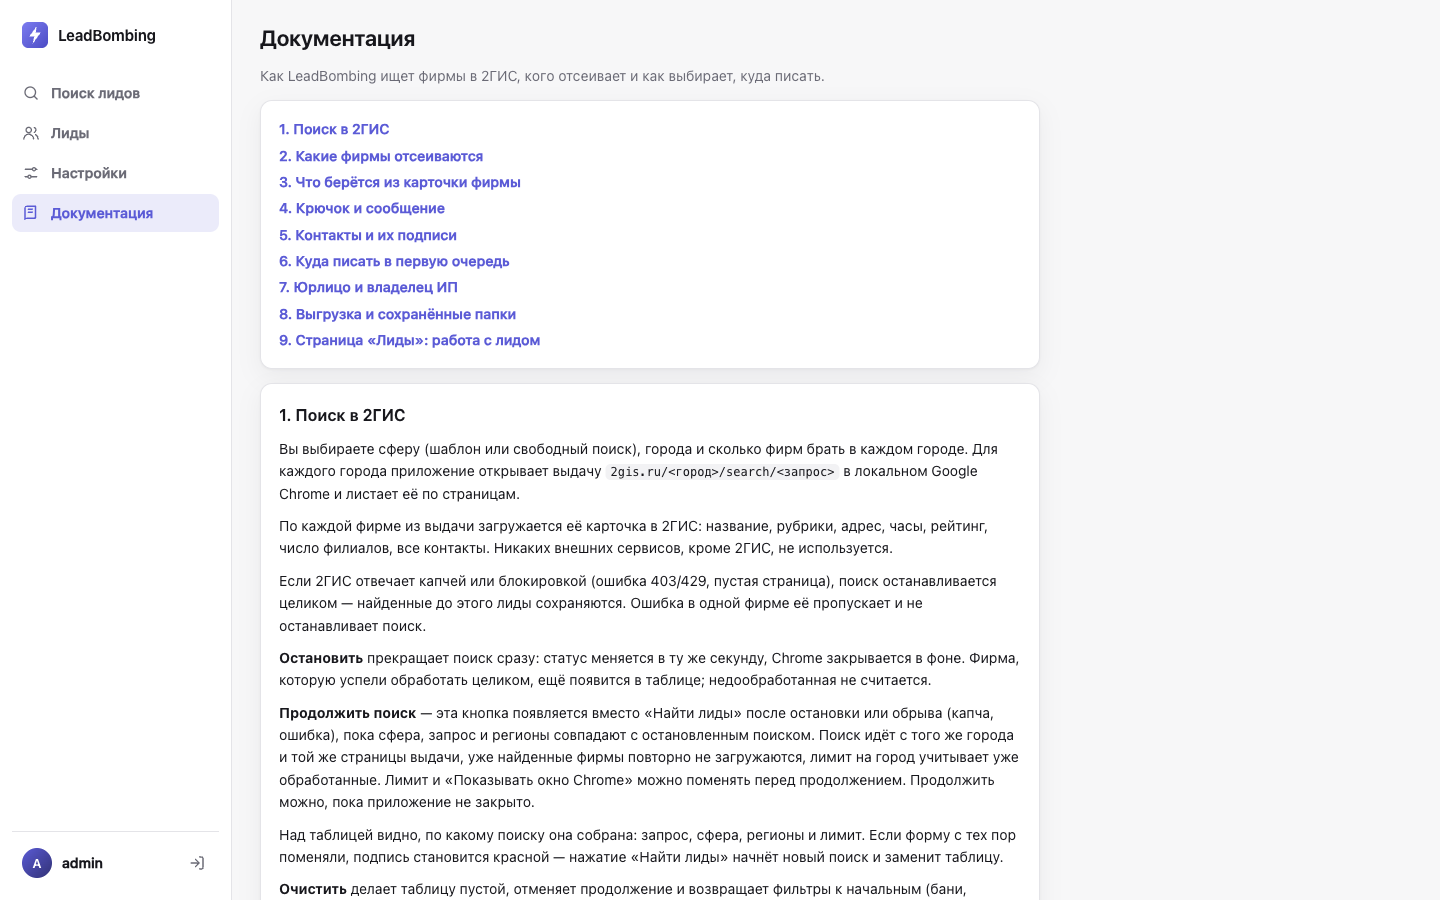 LeadBombing
Поиск лидов
Лиды
Настройки
Документация
admin
A
Документация
Как LeadBombing ищет фирмы в 2ГИС, кого отсеивает и как выбирает, куда писать.
1. Поиск в 2ГИС
2. Какие фирмы отсеиваются
3. Что берётся из карточки фирмы
4. Крючок и сообщение
5. Контакты и их подписи
6. Куда писать в первую очередь
7. Юрлицо и владелец ИП
8. Выгрузка и сохранённые папки
9. Страница «Лиды»: работа с лидом
1. Поиск в 2ГИС
Вы выбираете сферу (шаблон или свободный поиск), города и сколько фирм брать в каждом городе. Для
каждого города приложение открывает выдачу 2gis.ru/<город>/search/<запрос> в локальном Google
Chrome и листает её по страницам.
По каждой фирме из выдачи загружается её карточка в 2ГИС: название, рубрики, адрес, часы, рейтинг,
число филиалов, все контакты. Никаких внешних сервисов, кроме 2ГИС, не используется.
Если 2ГИС отвечает капчей или блокировкой (ошибка 403/429, пустая страница), поиск останавливается
целиком — найденные до этого лиды сохраняются. Ошибка в одной фирме её пропускает и не
останавливает поиск.
Остановить прекращает поиск сразу: статус меняется в ту же секунду, Chrome закрывается в фоне. Фирма,
которую успели обработать целиком, ещё появится в таблице; недообработанная не считается.
Продолжить поиск — эта кнопка появляется вместо «Найти лиды» после остановки или обрыва (капча,
ошибка), пока сфера, запрос и регионы совпадают с остановленным поиском. Поиск идёт с того же города
и той же страницы выдачи, уже найденные фирмы повторно не загружаются, лимит на город учитывает уже
обработанные. Лимит и «Показывать окно Chrome» можно поменять перед продолжением. Продолжить
можно, пока приложение не закрыто.
Над таблицей видно, по какому поиску она собрана: запрос, сфера, регионы и лимит. Если форму с тех пор
поменяли, подпись становится красной — нажатие «Найти лиды» начнёт новый поиск и заменит таблицу.
Очистить делает таблицу пустой, отменяет продолжение и возвращает фильтры к начальным (бани,